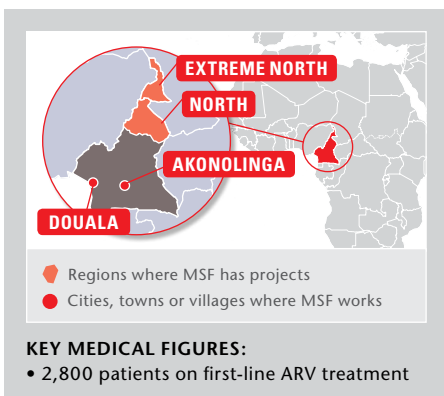 EXTREME NORTH
NORTH
AKONOLINGA
DOUALA
Regions where MSF has projects
Cities, towns or villages where MSF works
KEY MEDICAL FIGURES:
• 2,800 patients on first-line ARV treatment